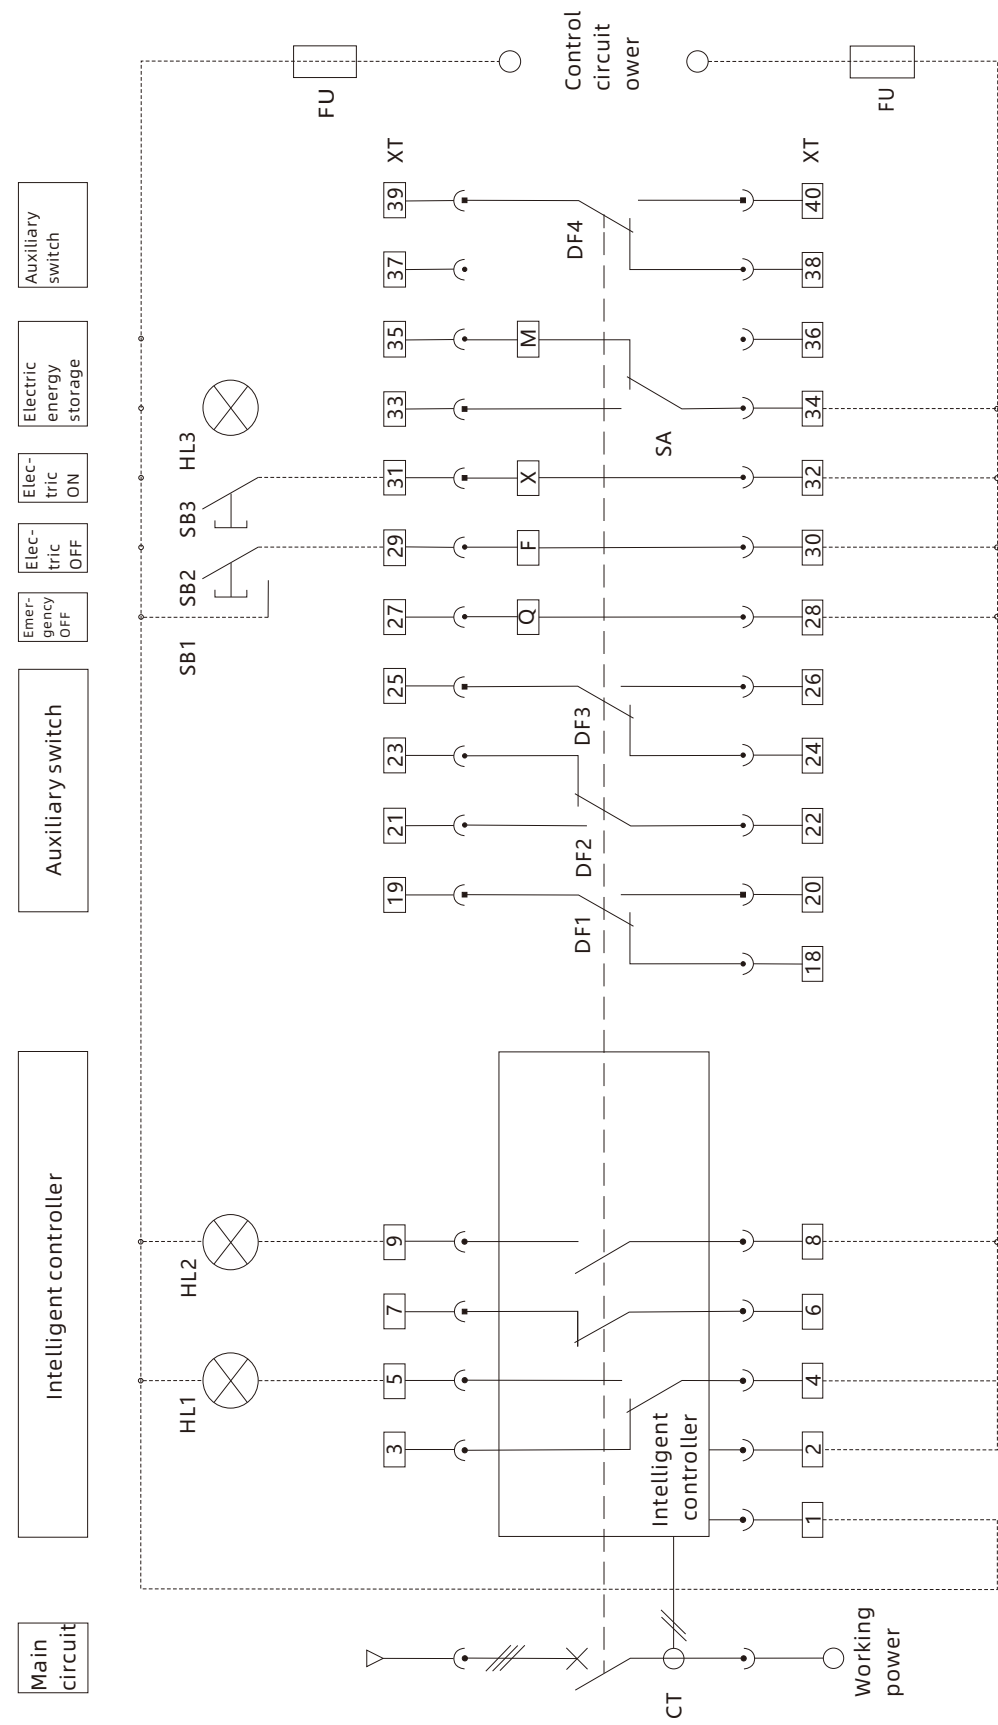 Main
circuit
Intelligent controller
Auxiliary switch
Emer-
gency
OFF
Elec-
tric
OFF
Elec-
tric
ON
Electric
energy
storage
Auxiliary
switch
HL1
HL2
SB1
SB2
SB3
HL3
FU
3
5
7
9
19
21
23
25
27
29
31
33
35
37
39
XT
Q
F
X
M
Control
circuit
ower
DF1
DF2
DF3
DF4
SA
Intelligent
controller
CT
1
2
4
6
8
18
20
22
24
26
28
30
32
34
36
38
40
XT
FU
Working
power